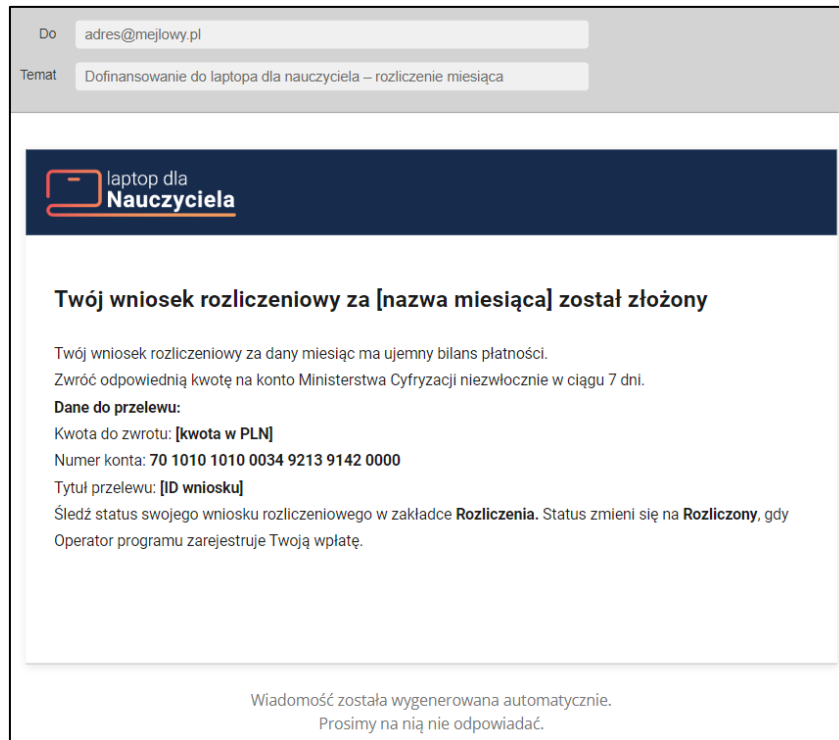 Do adres@mejlowy.pl
Temat Dofinansowanie do laptopa dla nauczyciela – rozliczenie miesiąca
laptop dla
Nauczyciela
Twój wniosek rozliczeniowy za [nazwa miesiąca] został złożony
Twój wniosek rozliczeniowy za dany miesiąc ma ujemny bilans płatności.
Zwróć odpowiednią kwotę na konto Ministerstwa Cyfryzacji niezwłocznie w ciągu 7 dni.
Dane do przelewu:
Kwota do zwrotu: [kwota w PLN]
Numer konta: 70 1010 1010 0034 9213 9142 0000
Tytuł przelewu: [ID wniosku]
Śledź status swojego wniosku rozliczeniowego w zakładce Rozliczenia. Status zmieni się na Rozliczony, gdy
Operator programu zarejestruje Twoją wpłatę.
Wiadomość została wygenerowana automatycznie.
Prosimy na nią nie odpowiadać.